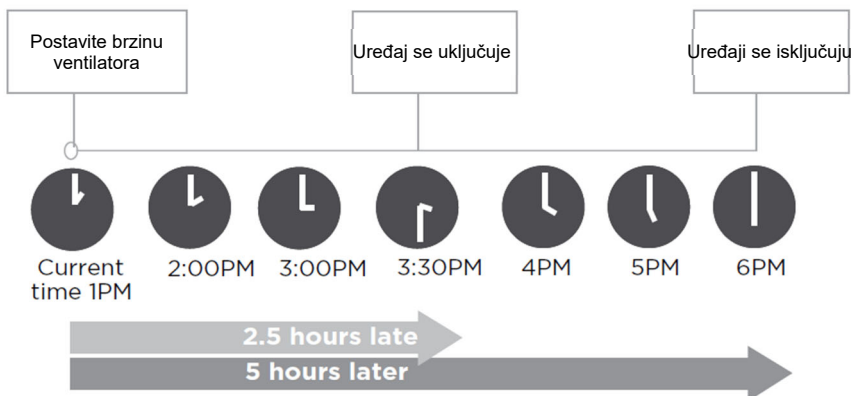 Postavite brzinu
ventilatora
Uređaj se uključuje
Uređaji se isključuju
Current
time 1PM
2:00PM
3:00PM
3:30PM
4PM
5PM
6PM
2.5 hours late
5 hours later